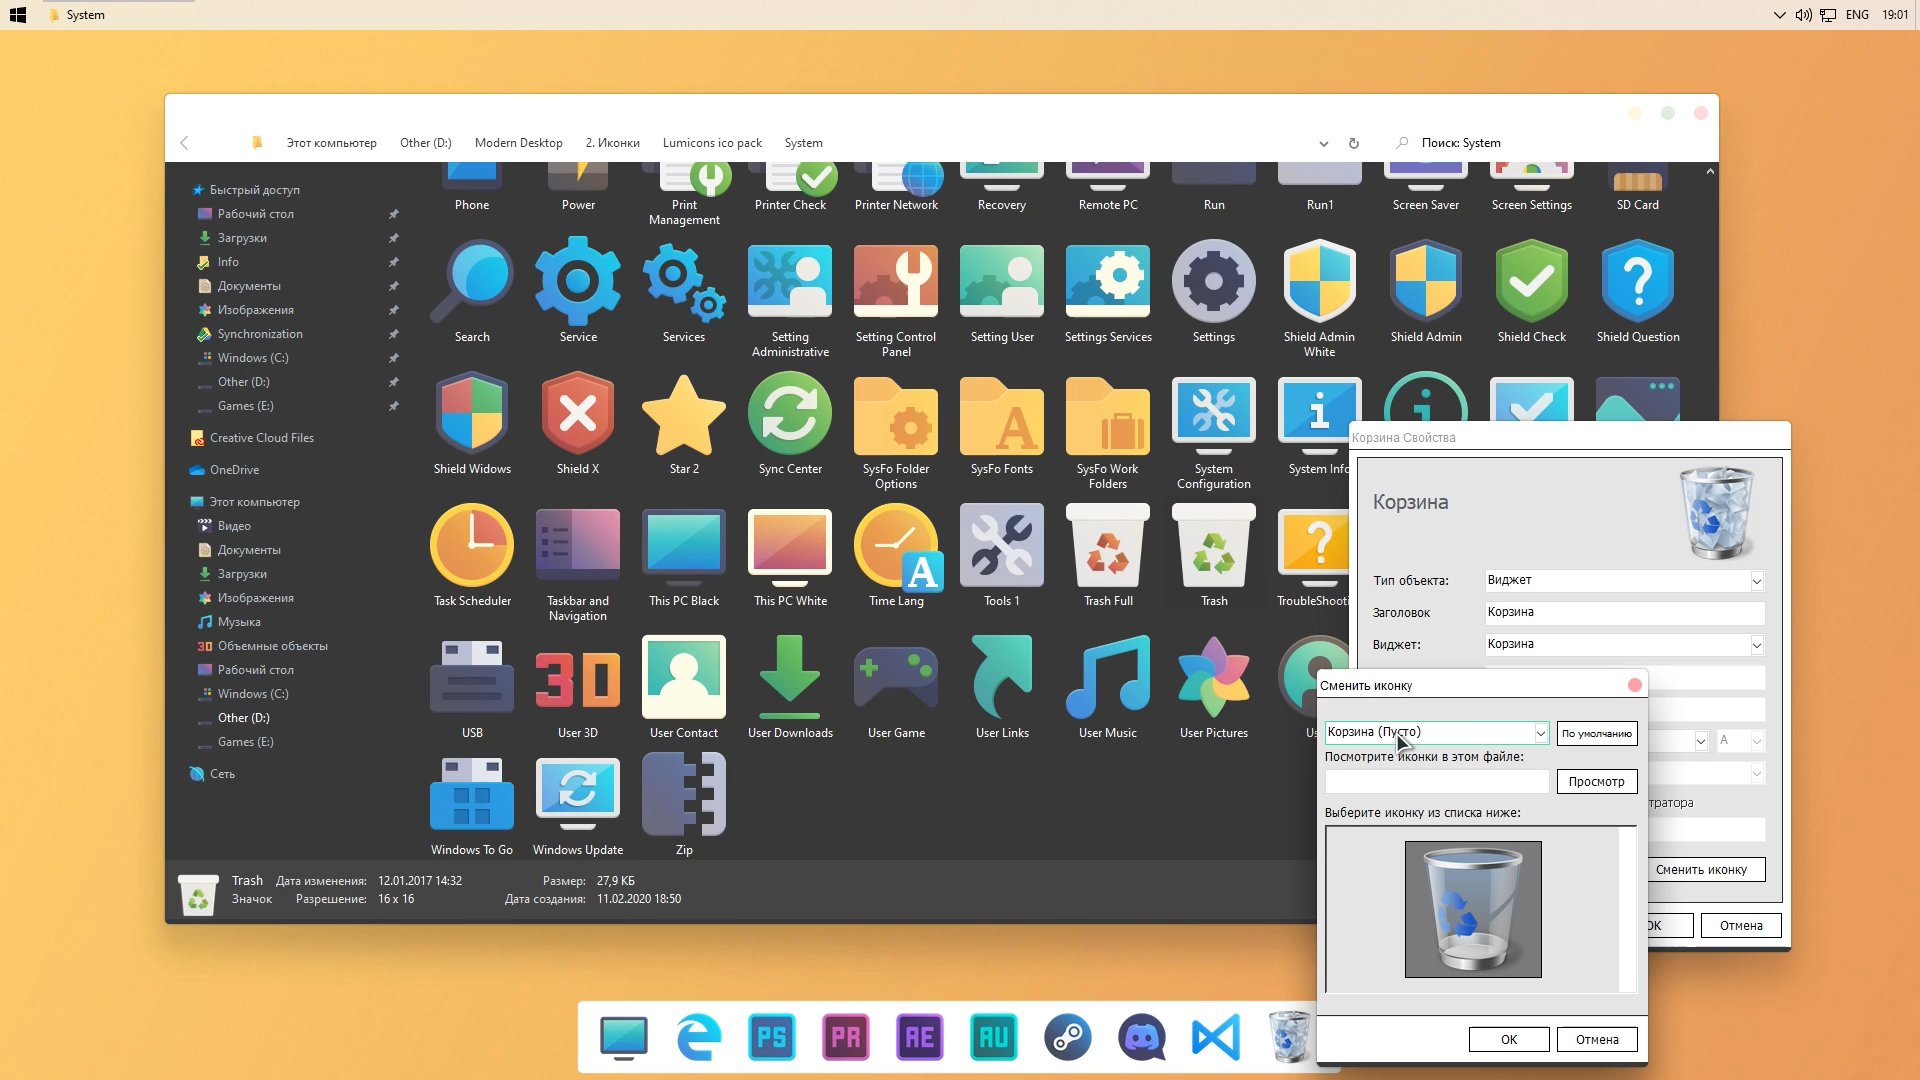 System
ENG
19:01
Этот компьютер
Other (D:)
Modern Desktop
2. Иконки
Lumicons ico pack
System
Поиск: System
Быстрый доступ
Рабочий стол
Загрузки
Info
Документы
Изображения
Synchronization
Windows (C:)
Other (D:)
Games (E:)
Creative Cloud Files
OneDrive
Этот компьютер
Видео
Документы
Загрузки
Изображения
Музыка
3D Объемные объекты
Рабочий стол
Windows (C:)
Other (D:)
Games (E:)
Сеть
Phone
Power
Print
Management
Printer Check
Printer Network
Recovery
Remote PC
Run
Run1
Screen Saver
Screen Settings
SD Card
?
Search
Service
Services
Setting
Administrative
Setting Control
Panel
Setting User
Settings Services
Settings
Shield Admin
White
Shield Admin
Shield Check
Shield Question
A
i
i
Shield Widows
Shield X
Star 2
Sync Center
SysFo Folder
Options
SysFo Fonts
SysFo Work
Folders
System
Configuration
System Info
A
?
Task Scheduler
Taskbar and
Navigation
This PC Black
This PC White
Time Lang
Tools 1
Trash Full
Trash
3D
USB
User 3D
User Contact
User Downloads
User Game
User Links
User Music
User Pictures
Windows To Go
Windows Update
Zip
Trash
Дата изменения:
12.01.2017 14:32
Размер:
27,9 КБ
Значок
Разрешение:
16 x 16
Дата создания:
11.02.2020 18:50
Корзина Свойства
Корзина
Тип объекта:
Виджет
Заголовок
Корзина
Виджет:
Корзина
A
Сменить иконку
Отмена
Сменить иконку
Корзина (Пусто)
По умолчанию
Посмотрите иконки в этом файле:
Просмотр
Выберите иконку из списка ниже:
OK
Отмена
PS
PR
AE
AU